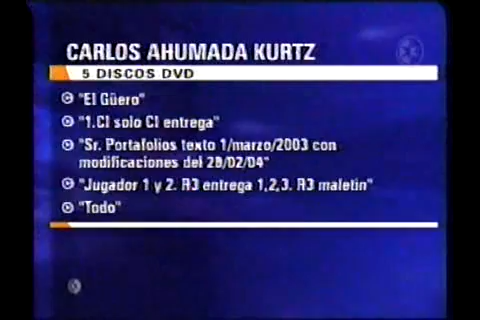 CARLOS AHUMADA KURTZ
5 DISCOS DVD
"El Güero"
"1.CI solo CI entrega"
"Sr. Portafolios texto 1/marzo/2003 con
modificaciones del 28/02/04"
"Jugador 1 y 2. R3 entrega 1,2,3. R3 maletin"
"Todo"